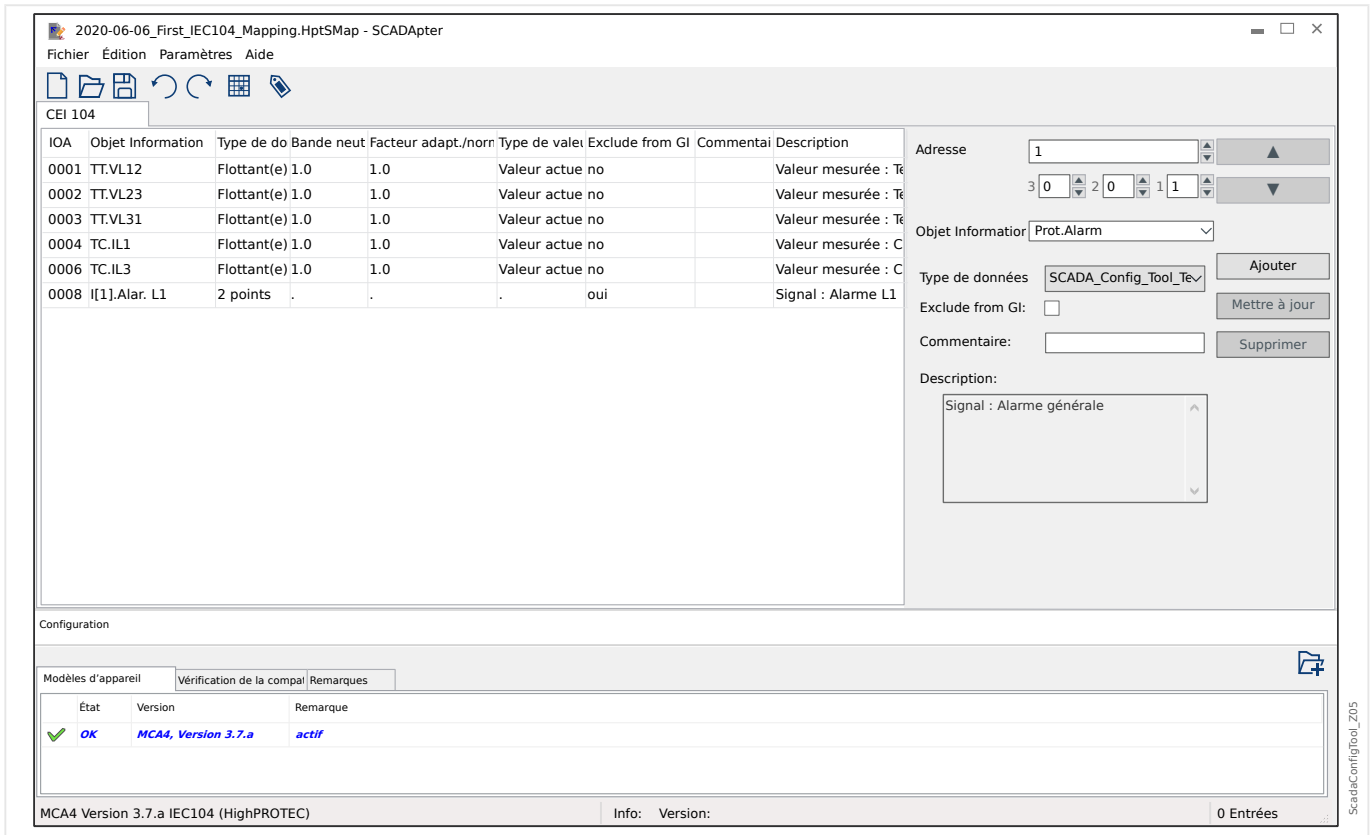 2020-06-06_First_IEC104_Mapping.HptSMap - SCADApter
Fichier Édition Paramètres Aide
CEI 104
IOA Objet Information Type de do Bande neut Facteur adapt./norn Type de valeu Exclude from GI Commentai Description
0001 TT.VL12 Flottant(e) 1.0 1.0 Valeur actue no Valeur mesurée : Te
0002 TT.VL23 Flottant(e) 1.0 1.0 Valeur actue no Valeur mesurée : Te
0003 TT.VL31 Flottant(e) 1.0 1.0 Valeur actue no Valeur mesurée : Te
0004 TC.IL1 Flottant(e) 1.0 1.0 Valeur actue no Valeur mesurée : C
0006 TC.IL3 Flottant(e) 1.0 1.0 Valeur actue no Valeur mesurée : C
0008 I[1].Alar. L1 2 points . . . oui Signal : Alarme L1
Adresse 1
3 0 2 0 1 1
Objet Information Prot.Alarm
Ajouter
Type de données SCADA_Config_Tool_Te
Exclude from GI:
Mettre à jour
Commentaire:
Supprimer
Description:
Signal : Alarme générale
Configuration
Modèles d'appareil Vérification de la compat Remarques
État Version Remarque
OK MCA4, Version 3.7.a actif
MCA4 Version 3.7.a IEC104 (HighPROTEC) Info: Version: 0 Entrées
ScadaConfigTool_Z05